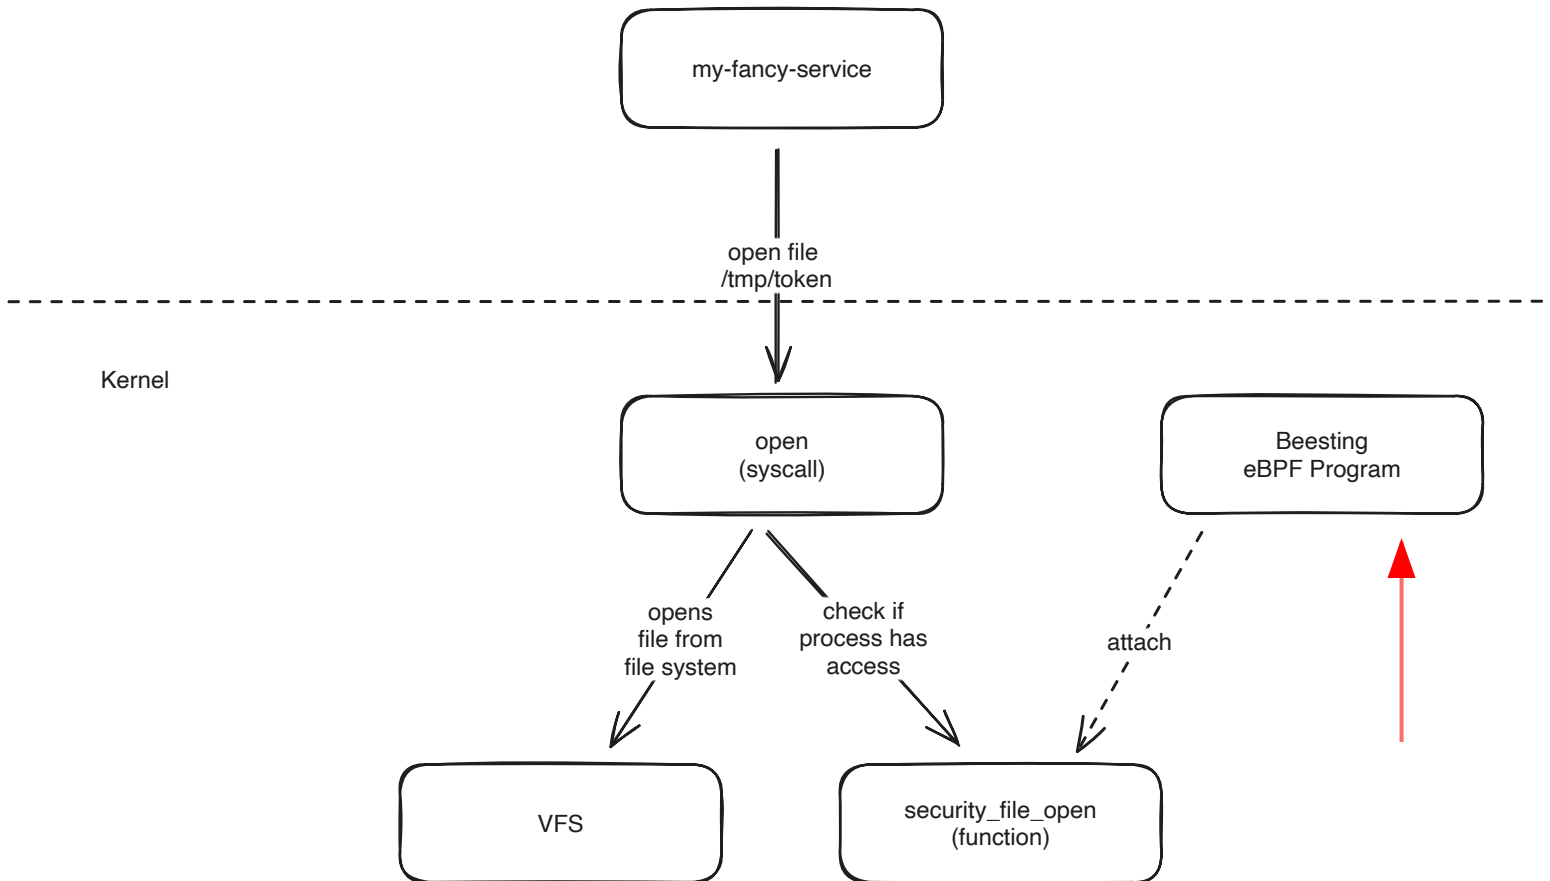 my-fancy-service
open file
/tmp/token
Kernel
open
(syscall)
Beesting
eBPF Program
opens
file from
file system
check if
process has
access
attach
VFS
security_file_open
(function)